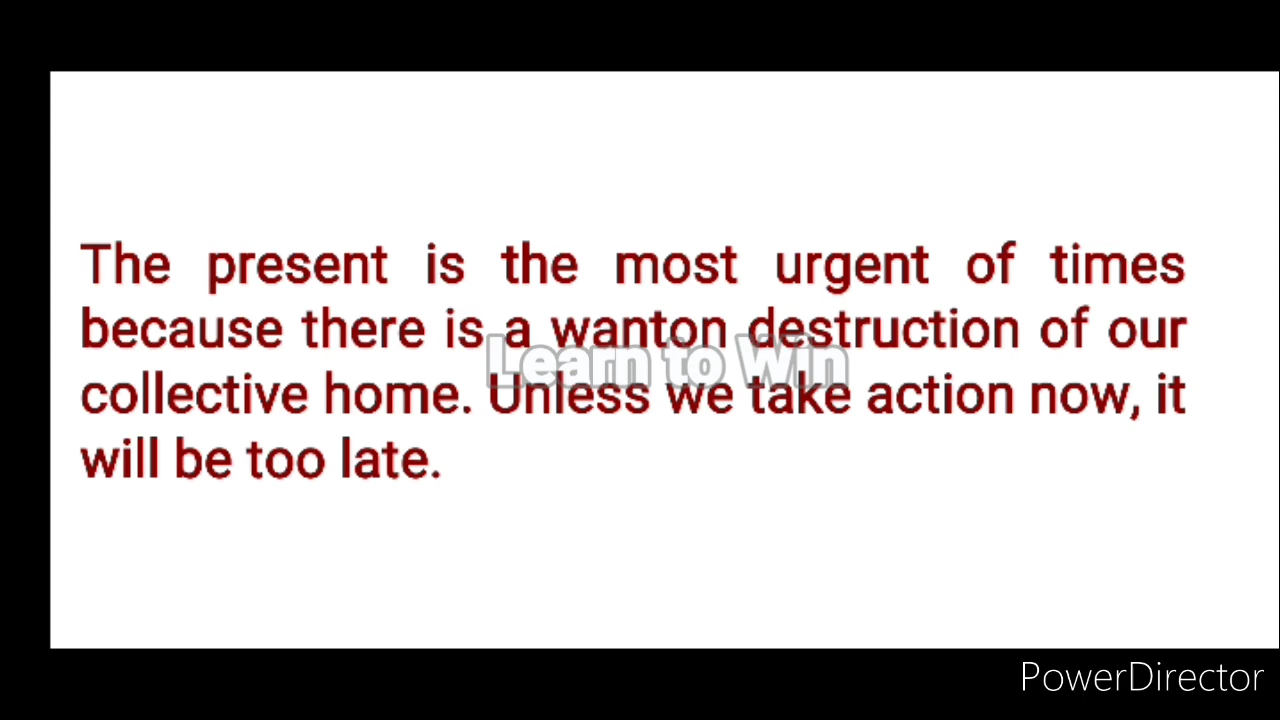 The present is the most urgent of times
because there is a wanton destruction of our
Learn to Win
collective home. Unless we take action now, it
will be too late.
PowerDirector